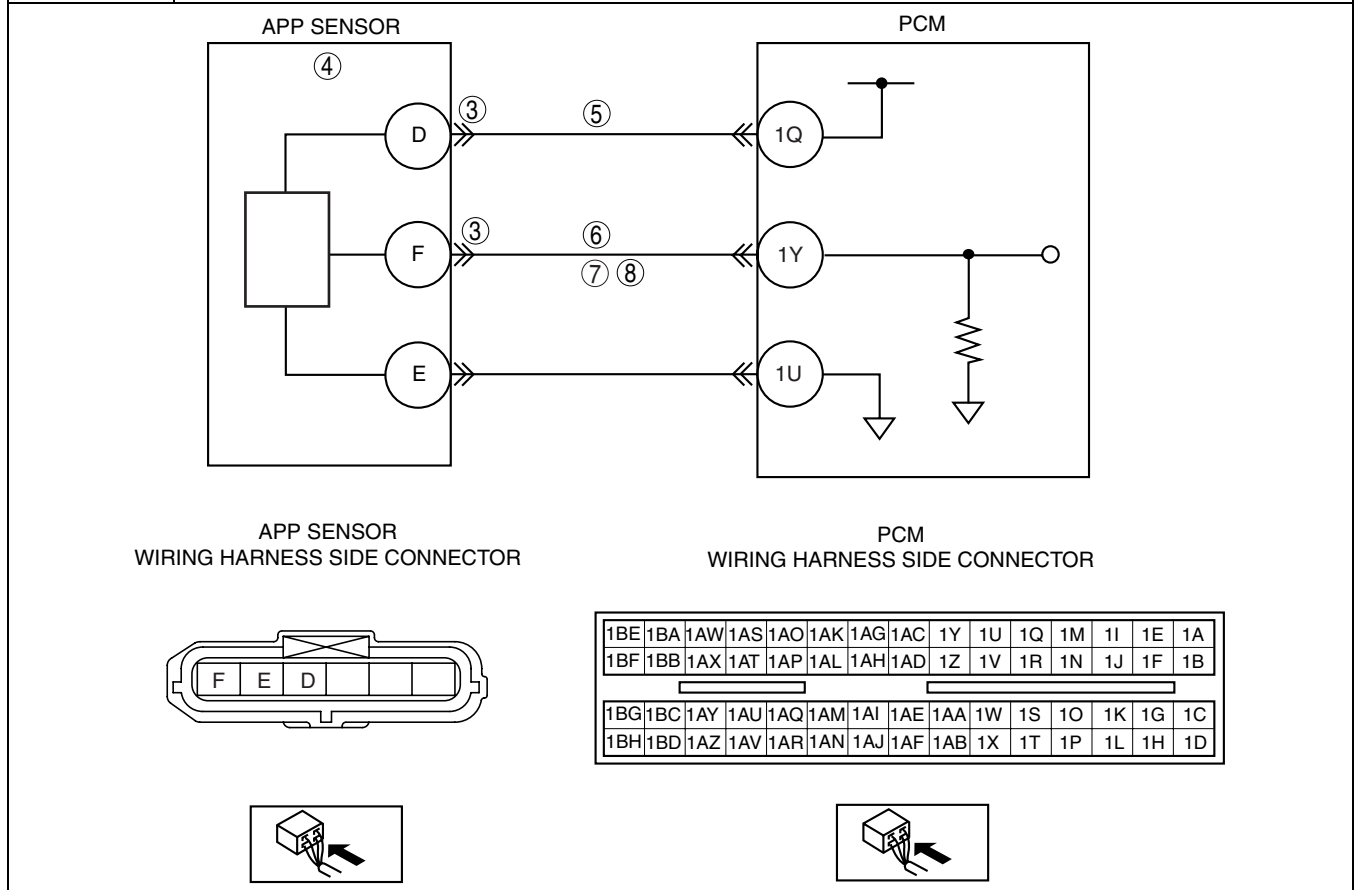 APP SENSOR
PCM
④
D
③
⑤
1Q
F
③
⑥
⑦ ⑧
1Y
E
1U
APP SENSOR
WIRING HARNESS SIDE CONNECTOR
PCM
WIRING HARNESS SIDE CONNECTOR
F E D
1BE 1BA 1AW 1AS 1AO 1AK 1AG 1AC 1Y 1U 1Q 1M 1I 1E 1A
1BF 1BB 1AX 1AT 1AP 1AL 1AH 1AD 1Z 1V 1R 1N 1J 1F 1B
1BG 1BC 1AY 1AU 1AQ 1AM 1AI 1AE 1AA 1W 1S 1O 1K 1G 1C
1BH 1BD 1AZ 1AV 1AR 1AN 1AJ 1AF 1AB 1X 1T 1P 1L 1H 1D